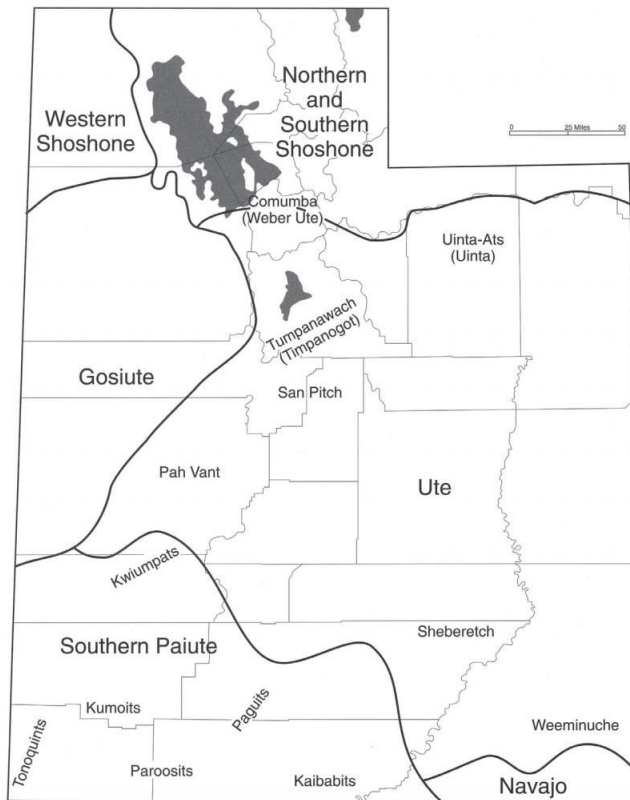 Northern
and
Southern
Shoshone
Western
Shoshone
0 25 Miles 50
Comumba
(Weber Ute)
Uinta-Ats
(Uinta)
Tumpanawach
(Timpanogot)
Gosiute
San Pitch
Pah Vant
Ute
Kwiumpats
Sheberetch
Southern Paiute
Kumoits
Paguits
Tonoquints
Weeminuche
Paroosits
Kaibabits
Navajo